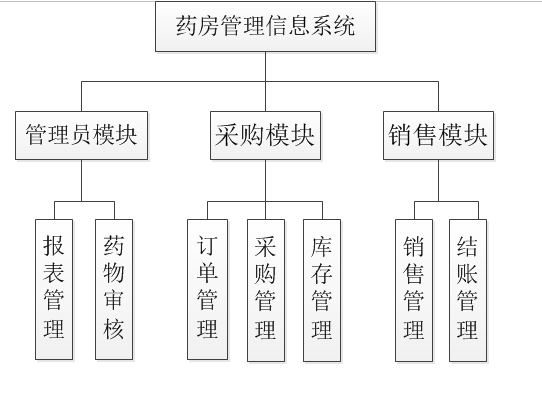 药房管理信息系统
管理员模块
采购模块
销售模块
报表管理
药物审核
订单管理
采购管理
库存管理
销售管理
结账管理